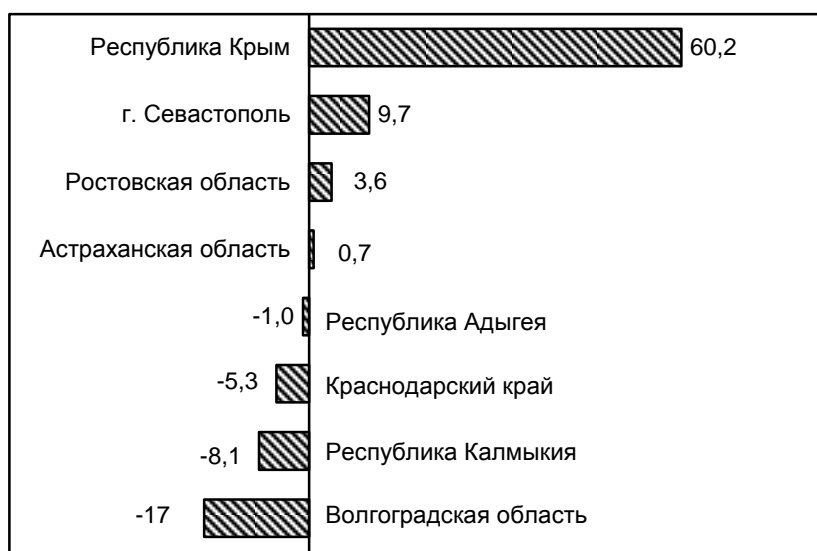 Республика Крым 60,2
г. Севастополь 9,7
Ростовская область 3,6
Астраханская область 0,7
-1,0 Республика Адыгея
-5,3 Краснодарский край
-8,1 Республика Калмыкия
-17 Волгоградская область